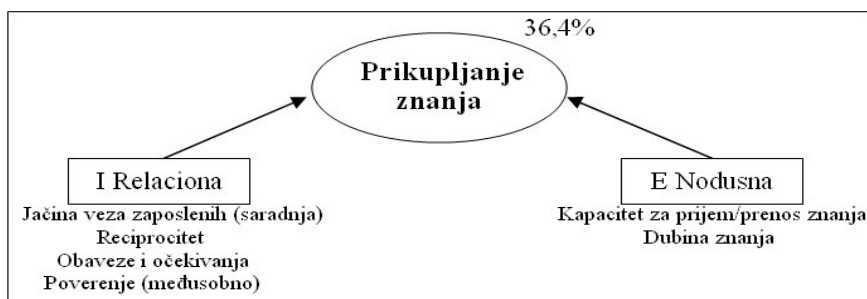 36,4%
Prikupljanje
znanja
I Relaciona
Jačina veza zaposlenih (saradnja)
Reciprocitet
Obaveze i očekivanja
Poverenje (međusobno)
E Nodusna
Kapacitet za prijem/prenos znanja
Dubina znanja